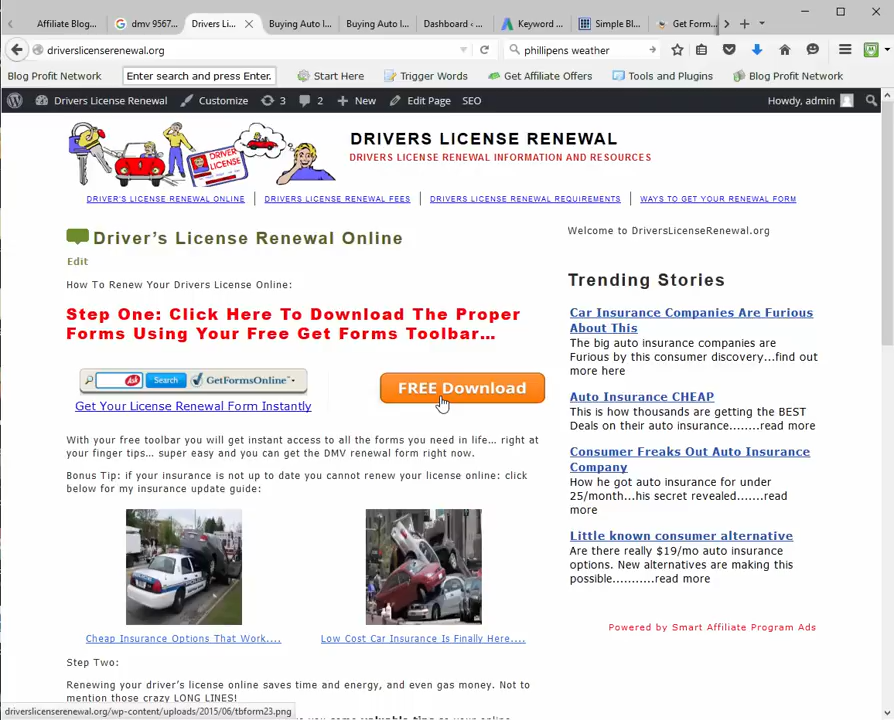 Affiliate Blog...
dmv 9567...
Drivers Li...
Buying Auto I...
Buying Auto I...
Dashboard ‹ ...
Keyword ...
Simple Bl...
Get Form...
driverslicenserenewal.org
phillipens weather
Blog Profit Network
Enter search and press Enter.
Start Here
Trigger Words
Get Affiliate Offers
Tools and Plugins
Blog Profit Network
Drivers License Renewal
Customize
3
2
New
Edit Page
SEO
Howdy, admin
DRIVER LICENSE
DRIVERS LICENSE RENEWAL
DRIVERS LICENSE RENEWAL INFORMATION AND RESOURCES
DRIVER'S LICENSE RENEWAL ONLINE
DRIVERS LICENSE RENEWAL FEES
DRIVERS LICENSE RENEWAL REQUIREMENTS
WAYS TO GET YOUR RENEWAL FORM
Driver's License Renewal Online
Edit
How To Renew Your Drivers License Online:
Step One: Click Here To Download The Proper
Forms Using Your Free Get Forms Toolbar...
Ask
Search
GetFormsOnline™
FREE Download
Get Your License Renewal Form Instantly
With your free toolbar you will get instant access to all the forms you need in life... right at
your finger tips... super easy and you can get the DMV renewal form right now.
Bonus Tip: if your insurance is not up to date you cannot renew your license online: click
below for my insurance update guide:
Cheap Insurance Options That Work....
Low Cost Car Insurance Is Finally Here....
Step Two:
Renewing your driver's license online saves time and energy, and even gas money. Not to
mention those crazy LONG LINES!
you some valuable tips
your online
Welcome to DriversLicenseRenewal.org
Trending Stories
Car Insurance Companies Are Furious
About This
The big auto insurance companies are
Furious by this consumer discovery...find out
more here
Auto Insurance CHEAP
This is how thousands are getting the BEST
Deals on their auto insurance.......read more
Consumer Freaks Out Auto Insurance
Company
How he got auto insurance for under
25/month...his secret revealed.......read
more
Little known consumer alternative
Are there really $19/mo auto insurance
options. New alternatives are making this
possible...........read more
Powered by Smart Affiliate Program Ads
driverslicenserenewal.org/wp-content/uploads/2015/06/tbform23.png